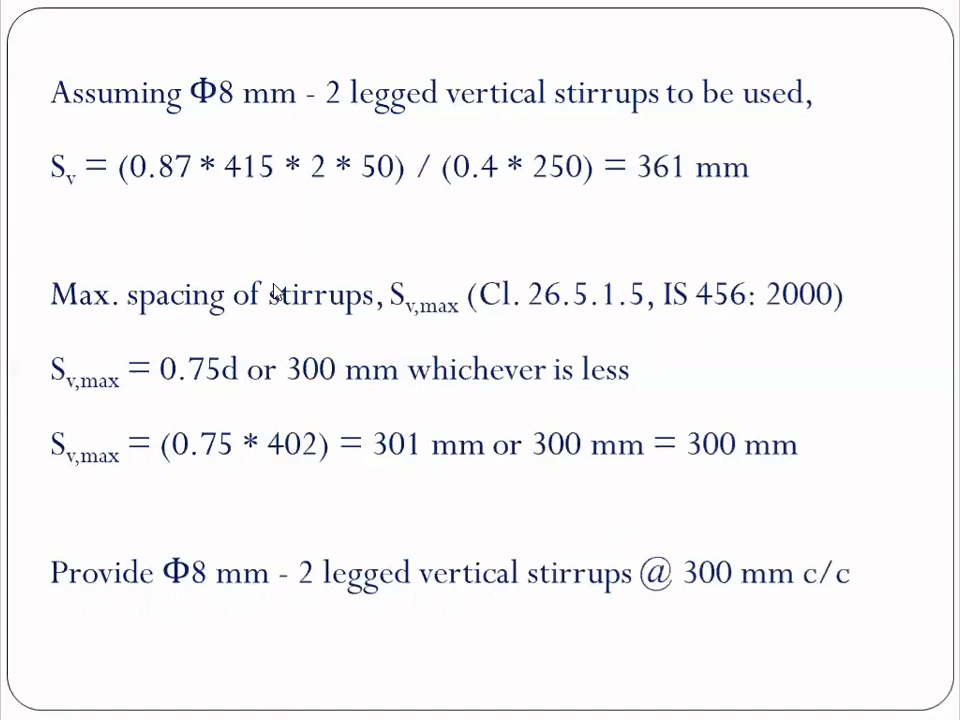 Assuming Φ8 mm - 2 legged vertical stirrups to be used,
Sv = (0.87 * 415 * 2 * 50) / (0.4 * 250) = 361 mm
Max. spacing of stirrups, Sv,max (Cl. 26.5.1.5, IS 456: 2000)
Sv,max = 0.75d or 300 mm whichever is less
Sv,max = (0.75 * 402) = 301 mm or 300 mm = 300 mm
Provide Φ8 mm - 2 legged vertical stirrups @ 300 mm c/c